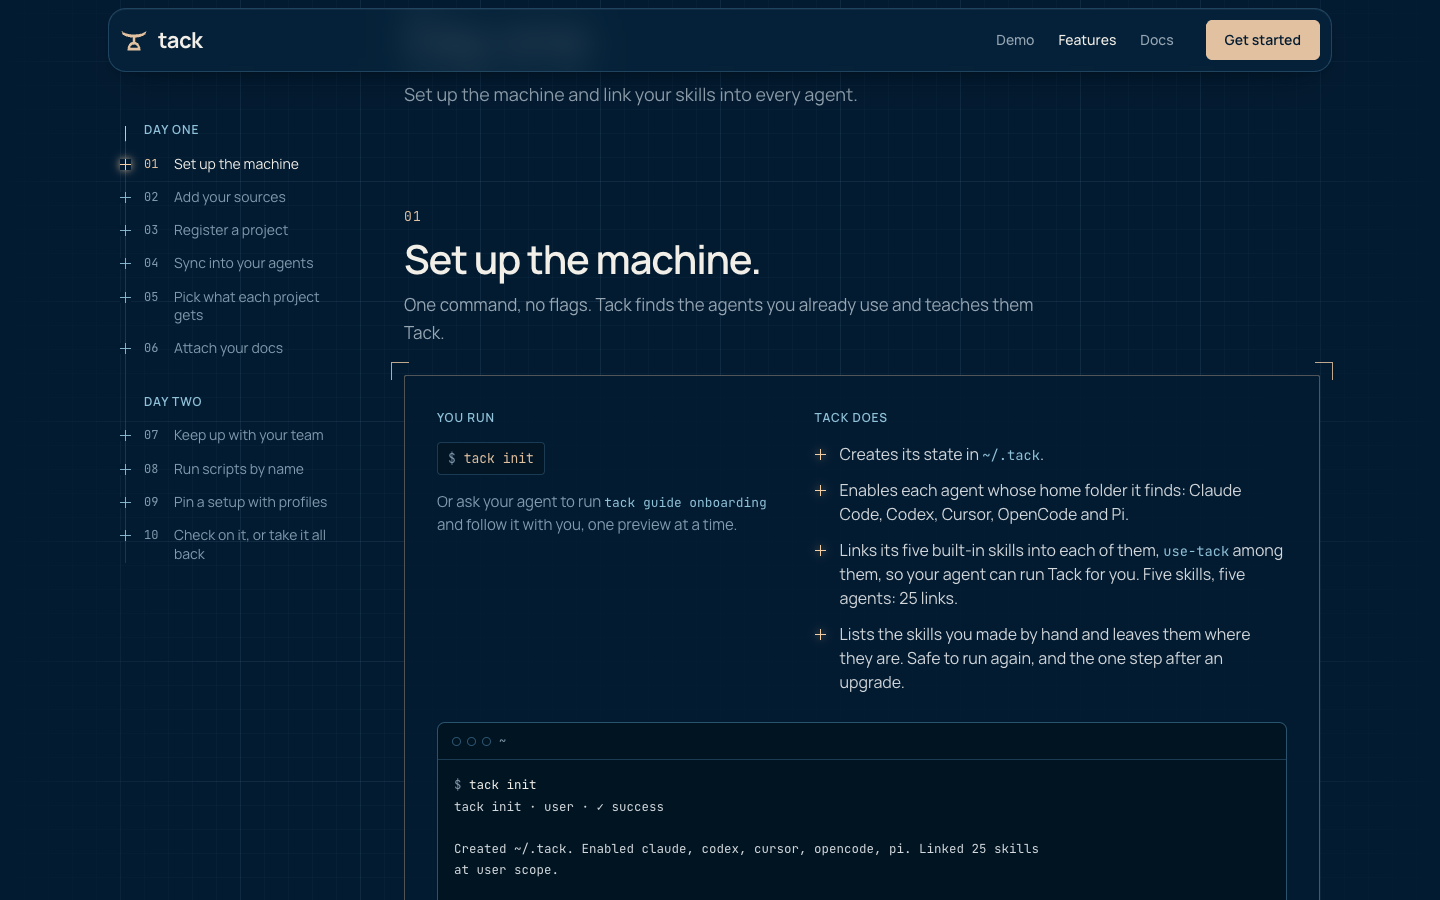 tack
Demo
Features
Docs
Get started
Set up the machine and link your skills into every agent.
DAY ONE
01 Set up the machine
02 Add your sources
03 Register a project
04 Sync into your agents
05 Pick what each project
gets
06 Attach your docs
DAY TWO
07 Keep up with your team
08 Run scripts by name
09 Pin a setup with profiles
10 Check on it, or take it all
back
01
Set up the machine.
One command, no flags. Tack finds the agents you already use and teaches them
Tack.
YOU RUN
$ tack init
Or ask your agent to run tack guide onboarding
and follow it with you, one preview at a time.
TACK DOES
Creates its state in ~/.tack.
Enables each agent whose home folder it finds: Claude
Code, Codex, Cursor, OpenCode and Pi.
Links its five built-in skills into each of them, use-tack among
them, so your agent can run Tack for you. Five skills, five
agents: 25 links.
Lists the skills you made by hand and leaves them where
they are. Safe to run again, and the one step after an
upgrade.
~
$ tack init
tack init · user · ✓ success
Created ~/.tack. Enabled claude, codex, cursor, opencode, pi. Linked 25 skills
at user scope.